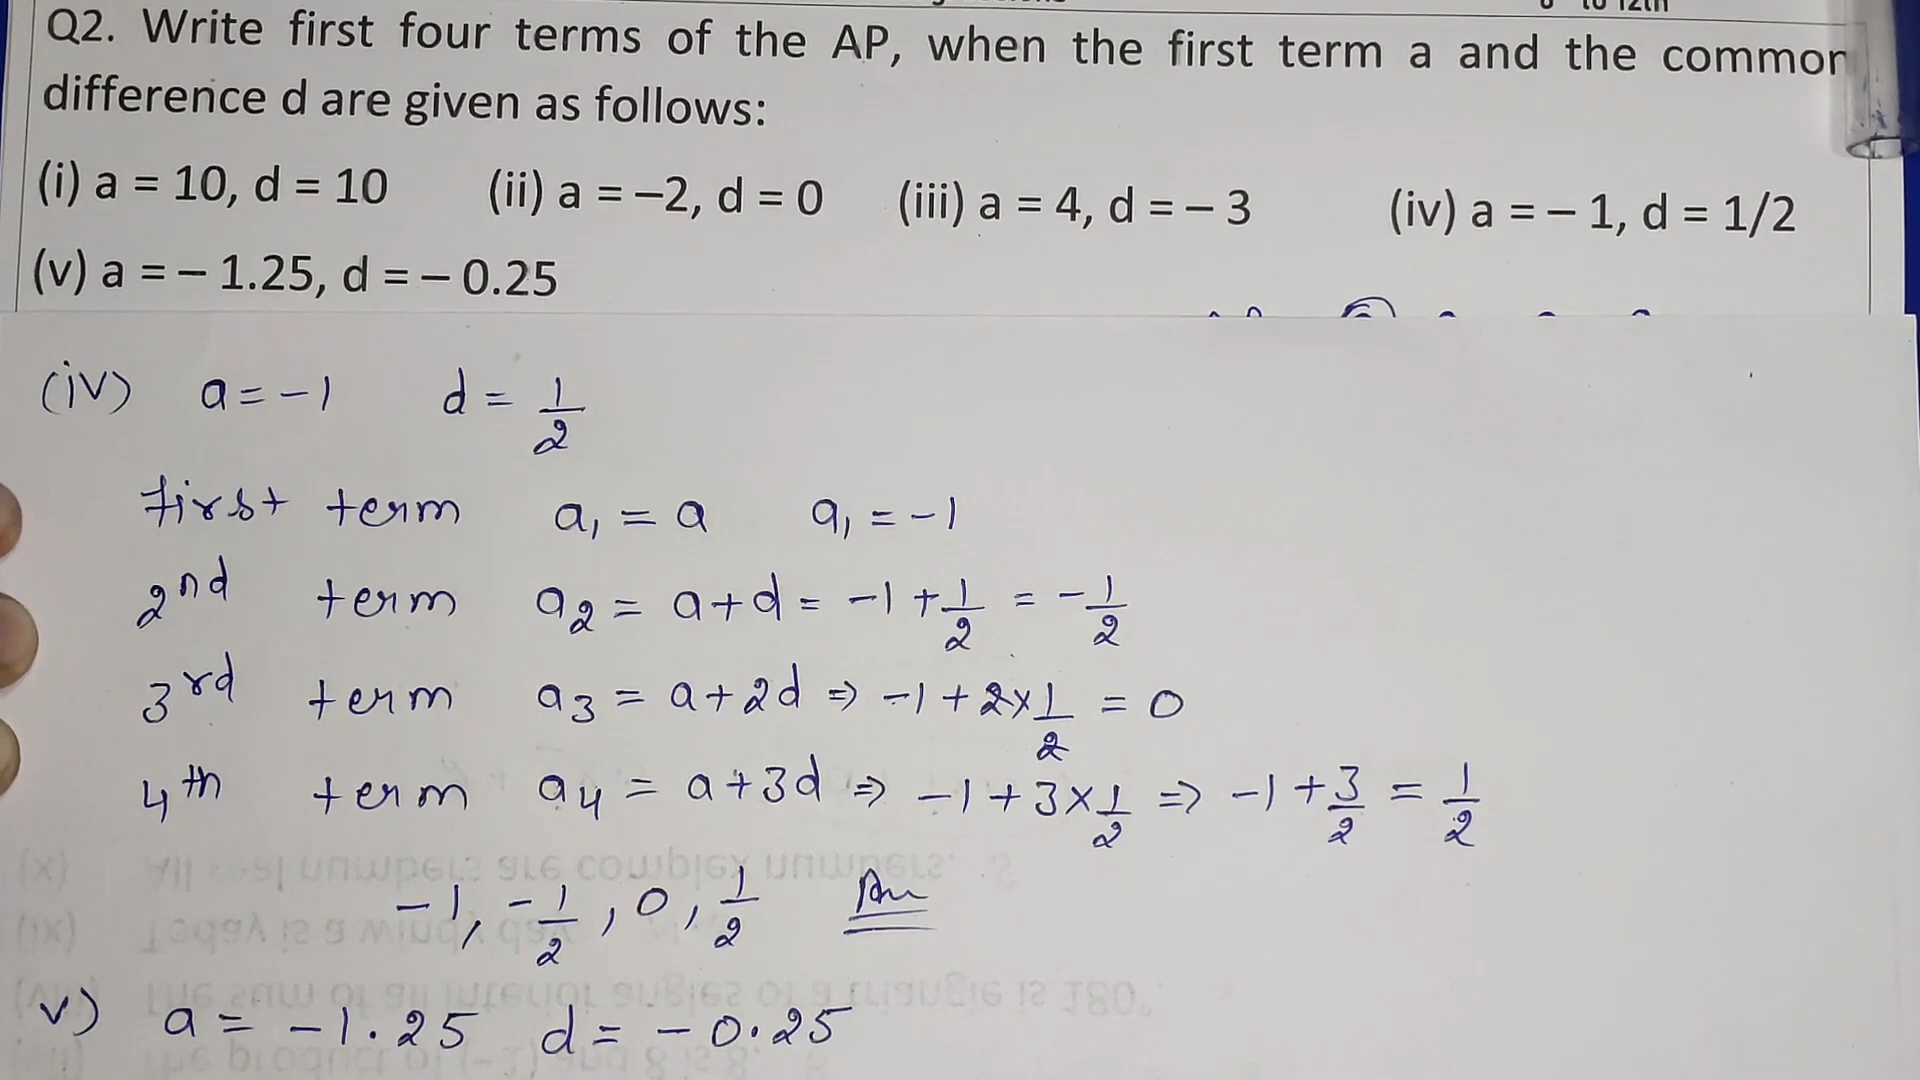 to 12th
Q2. Write first four terms of the AP, when the first term a and the common
difference d are given as follows:
(i) a = 10, d = 10 (ii) a = –2, d = 0 (iii) a = 4, d = – 3 (iv) a = – 1, d = 1/2
(v) a = – 1.25, d = – 0.25
(iv) a = -1 d = 1/2
first term a₁ = a a₁ = -1
2nd term a₂ = a+d = -1 + 1/2 = -1/2
3rd term a₃ = a+2d ⇒ -1 + 2×1/2 = 0
4th term a₄ = a+3d ⇒ -1 + 3×1/2 ⇒ -1 + 3/2 = 1/2
-1, -1/2, 0, 1/2 Ans
v) a = -1.25 d = -0.25